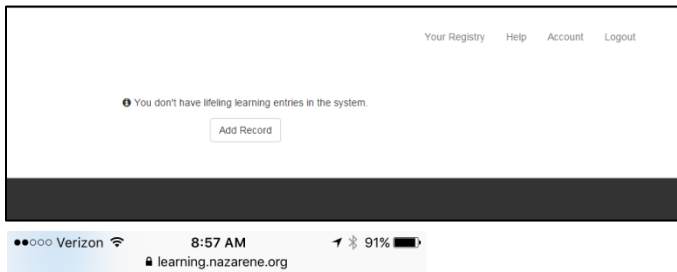 Your Registry Help Account Logout
You don't have lifeling learning entries in the system.
Add Record
Verizon 8:57 AM 91%
learning.nazarene.org